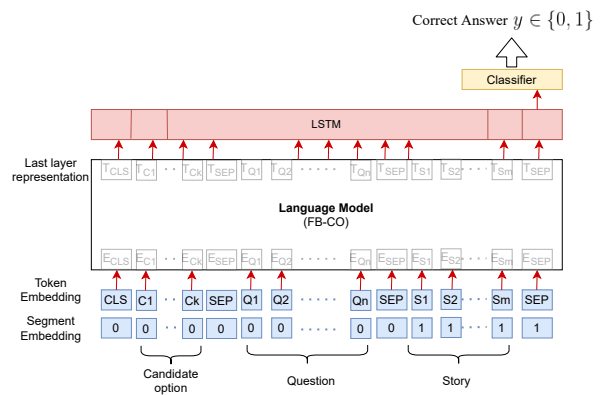 Correct Answer y ∈ {0, 1}
Classifier
LSTM
Last layer
representation
T_CLS T_C1 ·· T_Ck T_SEP T_Q1 T_Q2 ····· T_Qn T_SEP T_S1 T_S2 ···· T_Sm T_SEP
Language Model
(FB-CO)
E_CLS E_C1 ·· E_Ck E_SEP E_Q1 E_Q2 ····· E_Qn E_SEP E_S1 E_S2 ···· E_Sm E_SEP
Token
Embedding
CLS C1 ·· Ck SEP Q1 Q2 ····· Qn SEP S1 S2 ···· Sm SEP
Segment
Embedding
0 0 ·· 0 0 0 0 ····· 0 0 1 1 ···· 1 1
Candidate
option
Question
Story